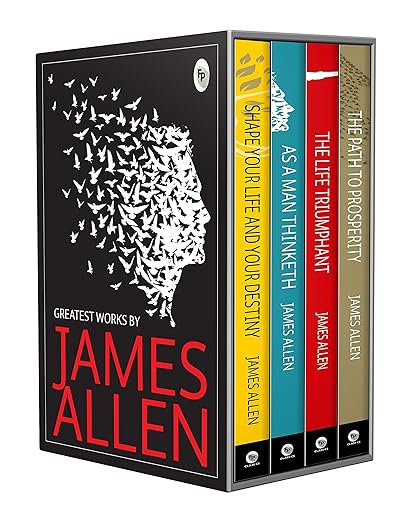 FP
GREATEST WORKS BY
JAMES
ALLEN
SHAPE YOUR LIFE AND YOUR DESTINY
JAMES ALLEN
AS A MAN THINKETH
JAMES ALLEN
THE LIFE TRIUMPHANT
JAMES ALLEN
THE PATH TO PROSPERITY
JAMES ALLEN